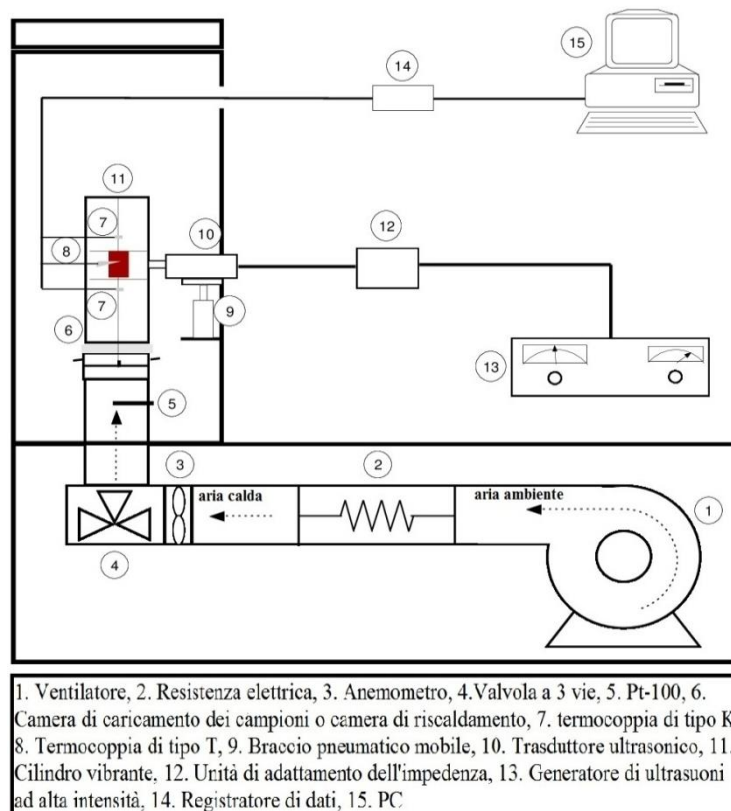 15
14
11
7
12
10
8
7
9
6
13
5
3
2
aria calda
aria ambiente
1
4
1. Ventilatore, 2. Resistenza elettrica, 3. Anemometro, 4.Valvola a 3 vie, 5. Pt-100, 6.
Camera di caricamento dei campioni o camera di riscaldamento, 7. termocoppia di tipo K
8. Termocoppia di tipo T, 9. Braccio pneumatico mobile, 10. Trasduttore ultrasonico, 11.
Cilindro vibrante, 12. Unità di adattamento dell'impedenza, 13. Generatore di ultrasuoni
ad alta intensità, 14. Registratore di dati, 15. PC